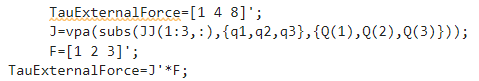 TauExternalForce=[1 4 8]';
J=vpa(subs(JJ(1:3,:),{q1,q2,q3},{Q(1),Q(2),Q(3)}));
F=[1 2 3]';
TauExternalForce=J'*F;